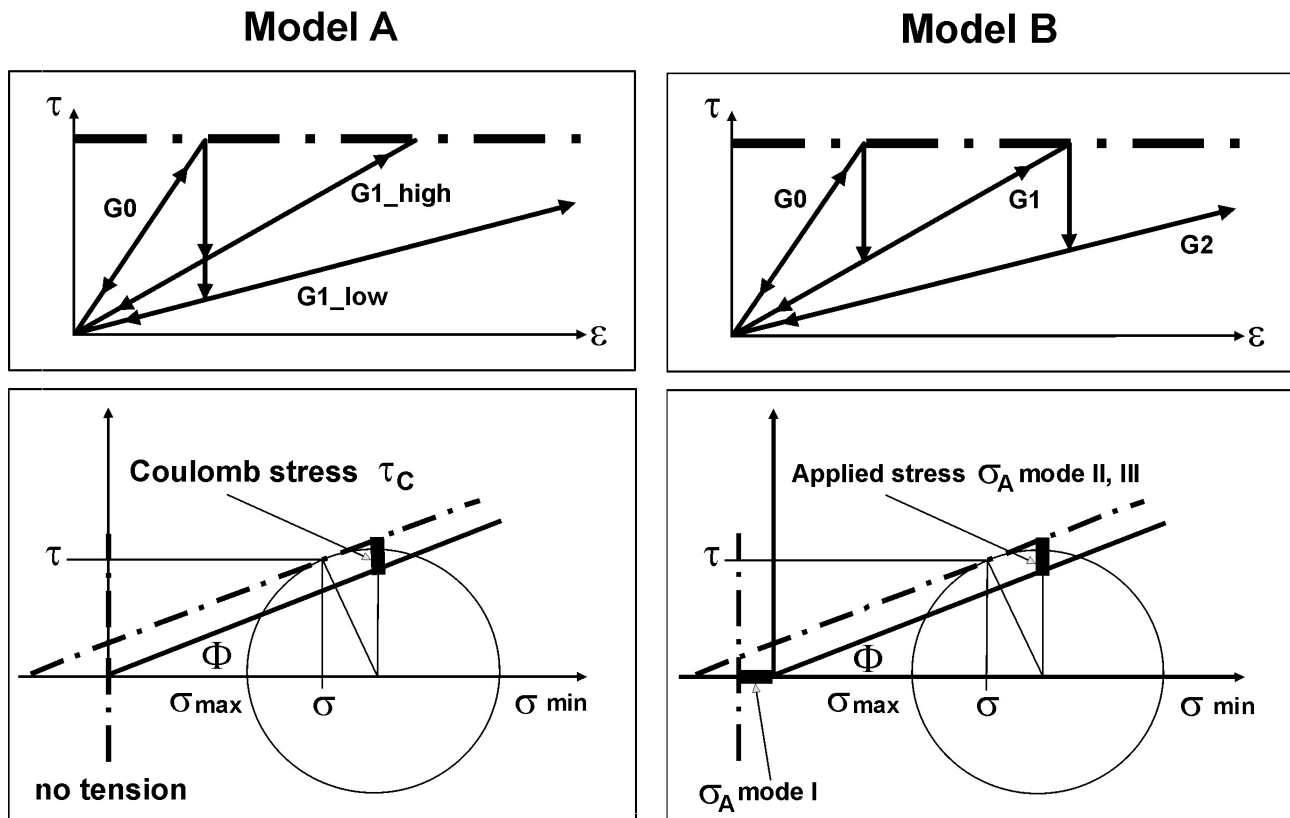 Model A
Model B
τ
G0
G1_high
G1_low
ε
τ
G0
G1
G2
ε
Coulomb stress τC
τ
Φ
σmax
σ
σ min
no tension
Applied stress σA mode II, III
τ
Φ
σmax
σ
σ min
σA mode I